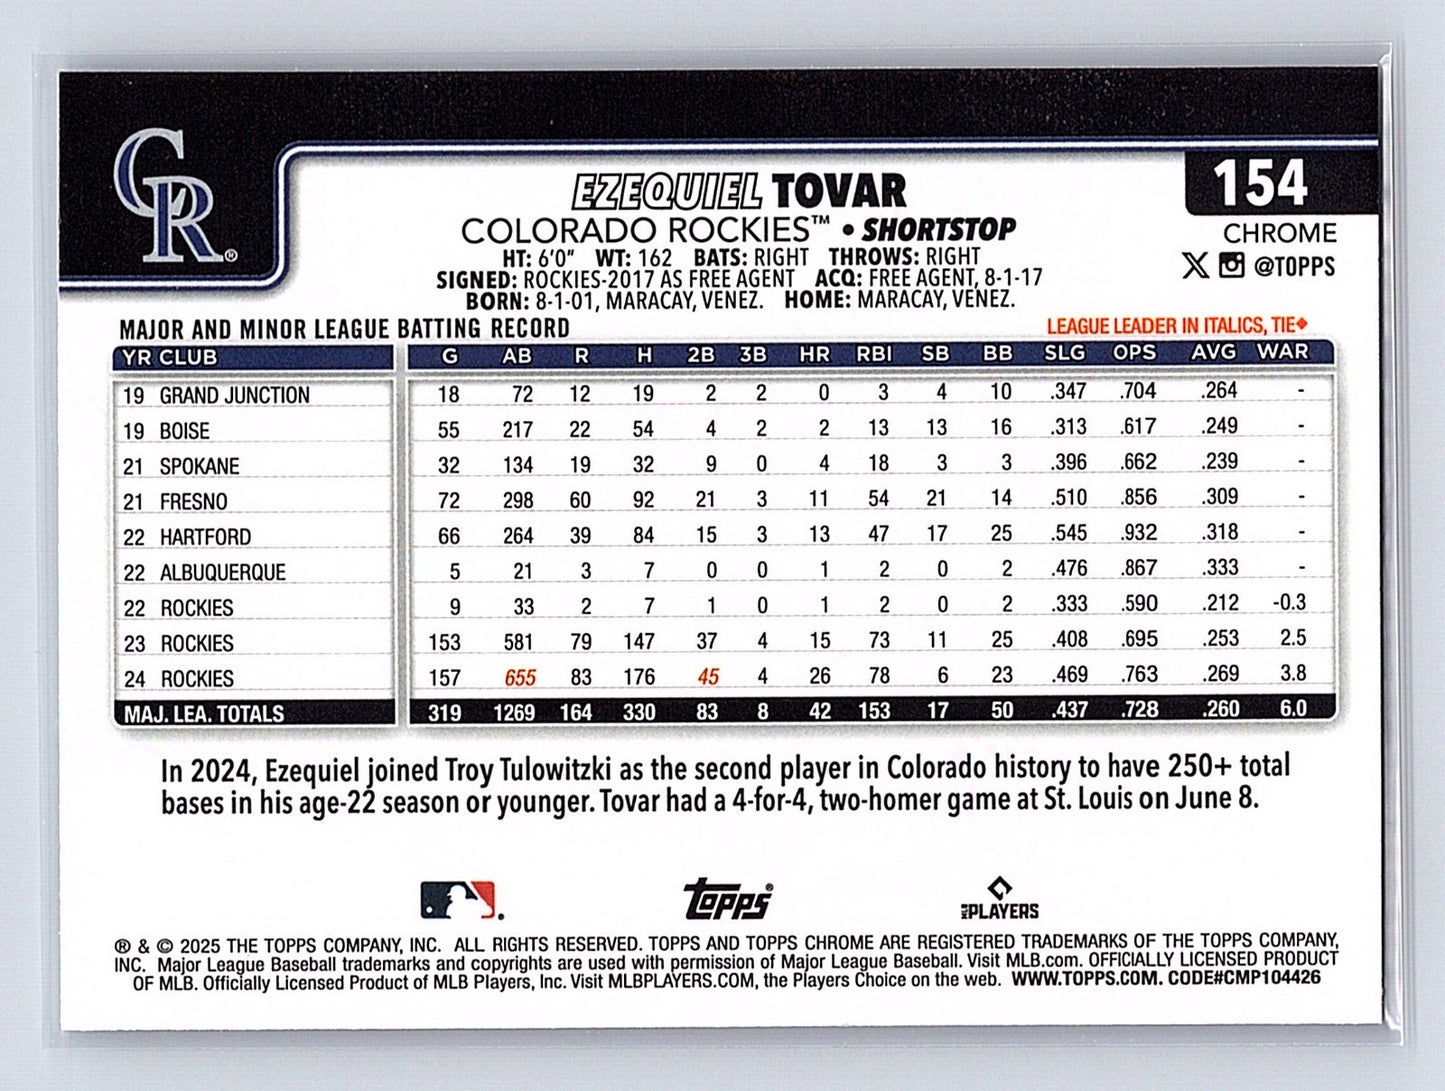 CR®
EZEQUIEL TOVAR
154
COLORADO ROCKIES™ • SHORTSTOP
CHROME
HT: 6'0" WT: 162 BATS: RIGHT THROWS: RIGHT
@TOPPS
SIGNED: ROCKIES-2017 AS FREE AGENT ACQ: FREE AGENT, 8-1-17
BORN: 8-1-01, MARACAY, VENEZ. HOME: MARACAY, VENEZ.
MAJOR AND MINOR LEAGUE BATTING RECORD LEAGUE LEADER IN ITALICS, TIE◆
YR CLUB G AB R H 2B 3B HR RBI SB BB SLG OPS AVG WAR
19 GRAND JUNCTION 18 72 12 19 2 2 0 3 4 10 .347 .704 .264 -
19 BOISE 55 217 22 54 4 2 2 13 13 16 .313 .617 .249 -
21 SPOKANE 32 134 19 32 9 0 4 18 3 3 .396 .662 .239 -
21 FRESNO 72 298 60 92 21 3 11 54 21 14 .510 .856 .309 -
22 HARTFORD 66 264 39 84 15 3 13 47 17 25 .545 .932 .318 -
22 ALBUQUERQUE 5 21 3 7 0 0 1 2 0 2 .476 .867 .333 -
22 ROCKIES 9 33 2 7 1 0 1 2 0 2 .333 .590 .212 -0.3
23 ROCKIES 153 581 79 147 37 4 15 73 11 25 .408 .695 .253 2.5
24 ROCKIES 157 655 83 176 45 4 26 78 6 23 .469 .763 .269 3.8
MAJ. LEA. TOTALS 319 1269 164 330 83 8 42 153 17 50 .437 .728 .260 6.0
In 2024, Ezequiel joined Troy Tulowitzki as the second player in Colorado history to have 250+ total
bases in his age-22 season or younger. Tovar had a 4-for-4, two-homer game at St. Louis on June 8.
topps®
MLB PLAYERS
® & © 2025 THE TOPPS COMPANY, INC. ALL RIGHTS RESERVED. TOPPS AND TOPPS CHROME ARE REGISTERED TRADEMARKS OF THE TOPPS COMPANY,
INC. Major League Baseball trademarks and copyrights are used with permission of Major League Baseball. Visit MLB.com. OFFICIALLY LICENSED PRODUCT
OF MLB. Officially Licensed Product of MLB Players, Inc. Visit MLBPLAYERS.COM, the Players Choice on the web. WWW.TOPPS.COM. CODE#CMP104426